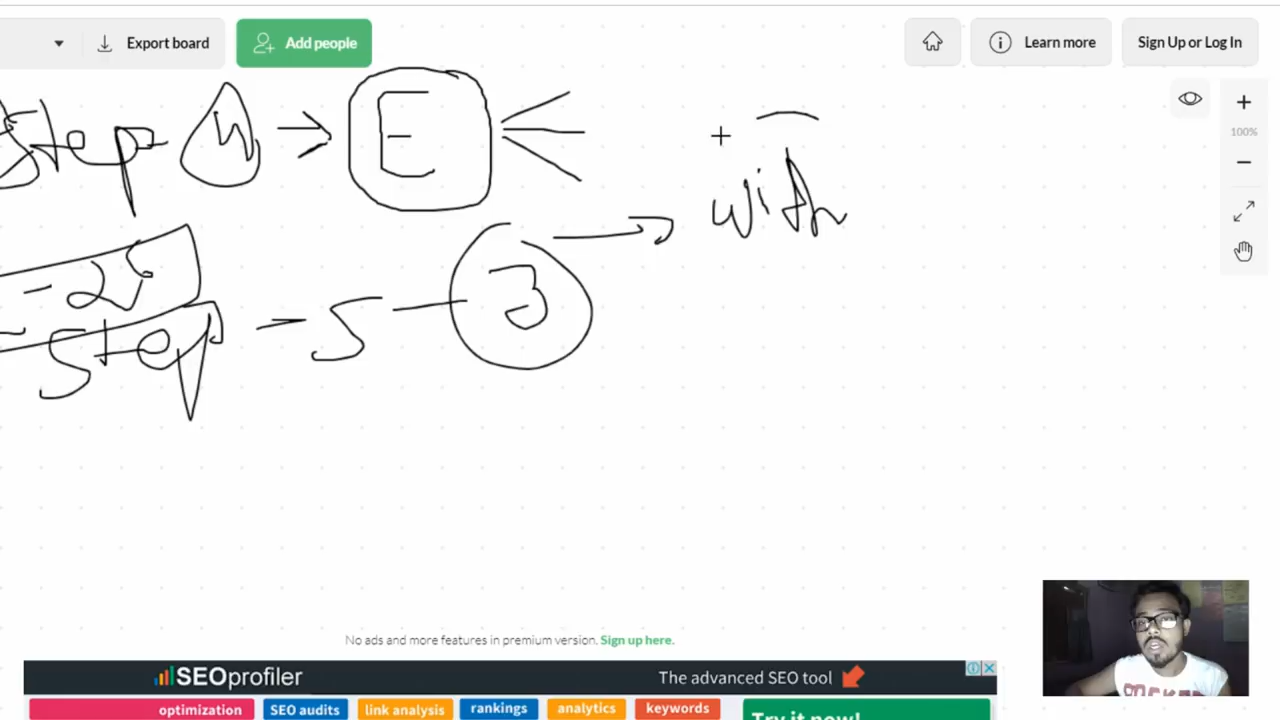 Export board
Add people
Learn more
Sign Up or Log In
100%
Step 4 → E
with
- 25
- Step - 5 - 3 →
No ads and more features in premium version. Sign up here.
SEOprofiler
The advanced SEO tool
optimization SEO audits link analysis rankings analytics keywords
Try it now!